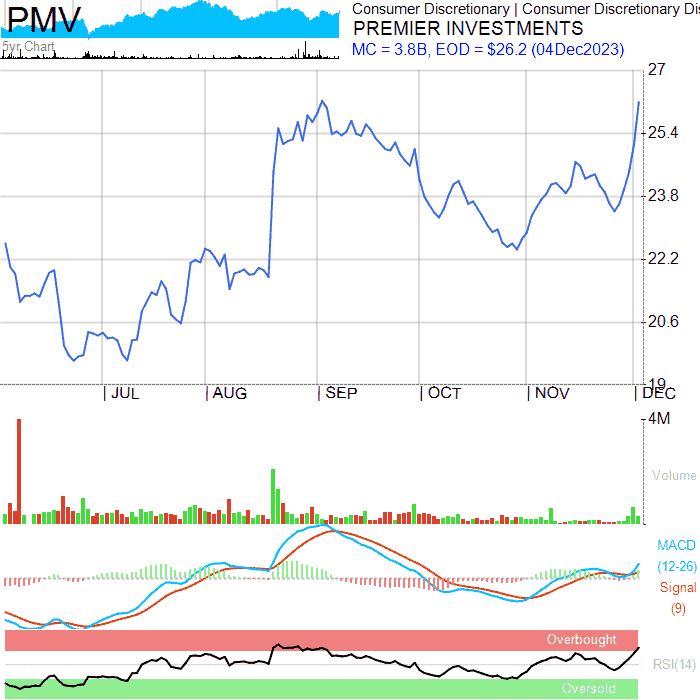 PMV
Consumer Discretionary | Consumer Discretionary Dis
PREMIER INVESTMENTS
5yr Chart
MC = 3.8B, EOD = $26.2 (04Dec2023)
27
25.4
23.8
22.2
20.6
19
| JUL | AUG | SEP | OCT | NOV | DEC
4M
Volume
MACD
(12-26)
Signal
(9)
Overbought
RSI(14)
Oversold